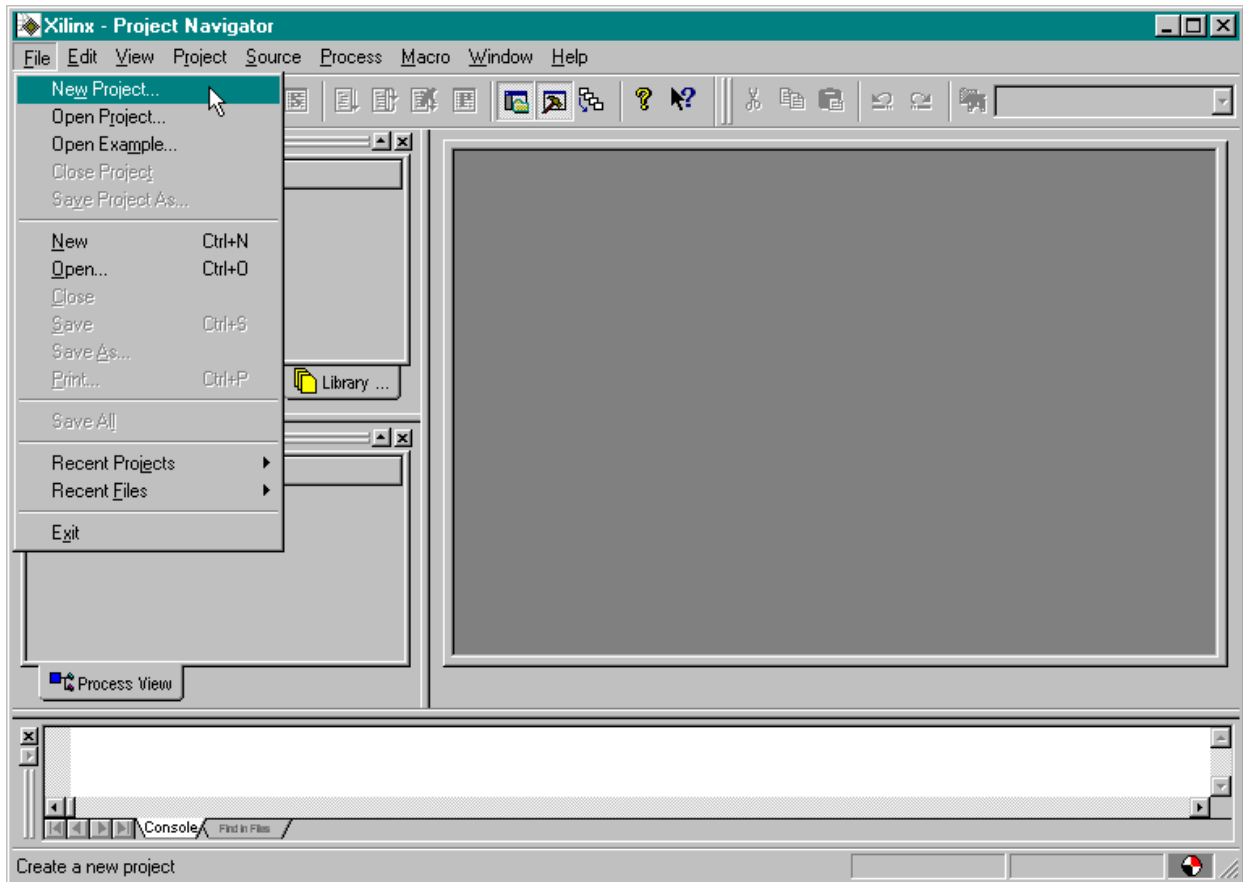 Xilinx - Project Navigator
File Edit View Project Source Process Macro Window Help
New Project...
Open Project...
Open Example...
Close Project
Save Project As...
New Ctrl+N
Open... Ctrl+O
Close
Save Ctrl+S
Save As...
Print... Ctrl+P
Library ...
Save All
Recent Projects
Recent Files
Exit
Process View
Console Find in Files
Create a new project